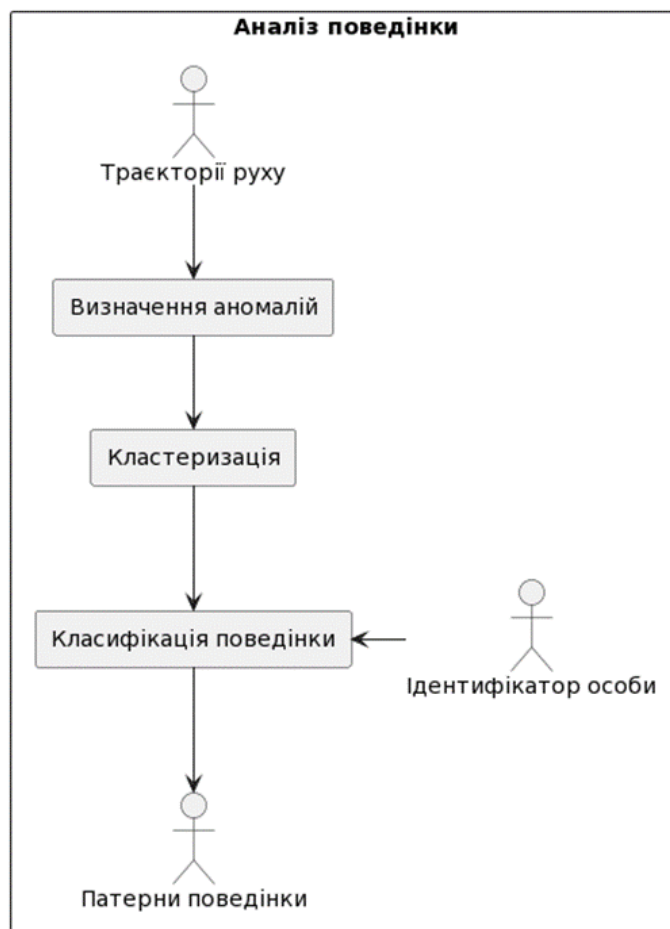 Аналіз поведінки
Траєкторії руху
Визначення аномалій
Кластеризація
Класифікація поведінки
Ідентифікатор особи
Патерни поведінки